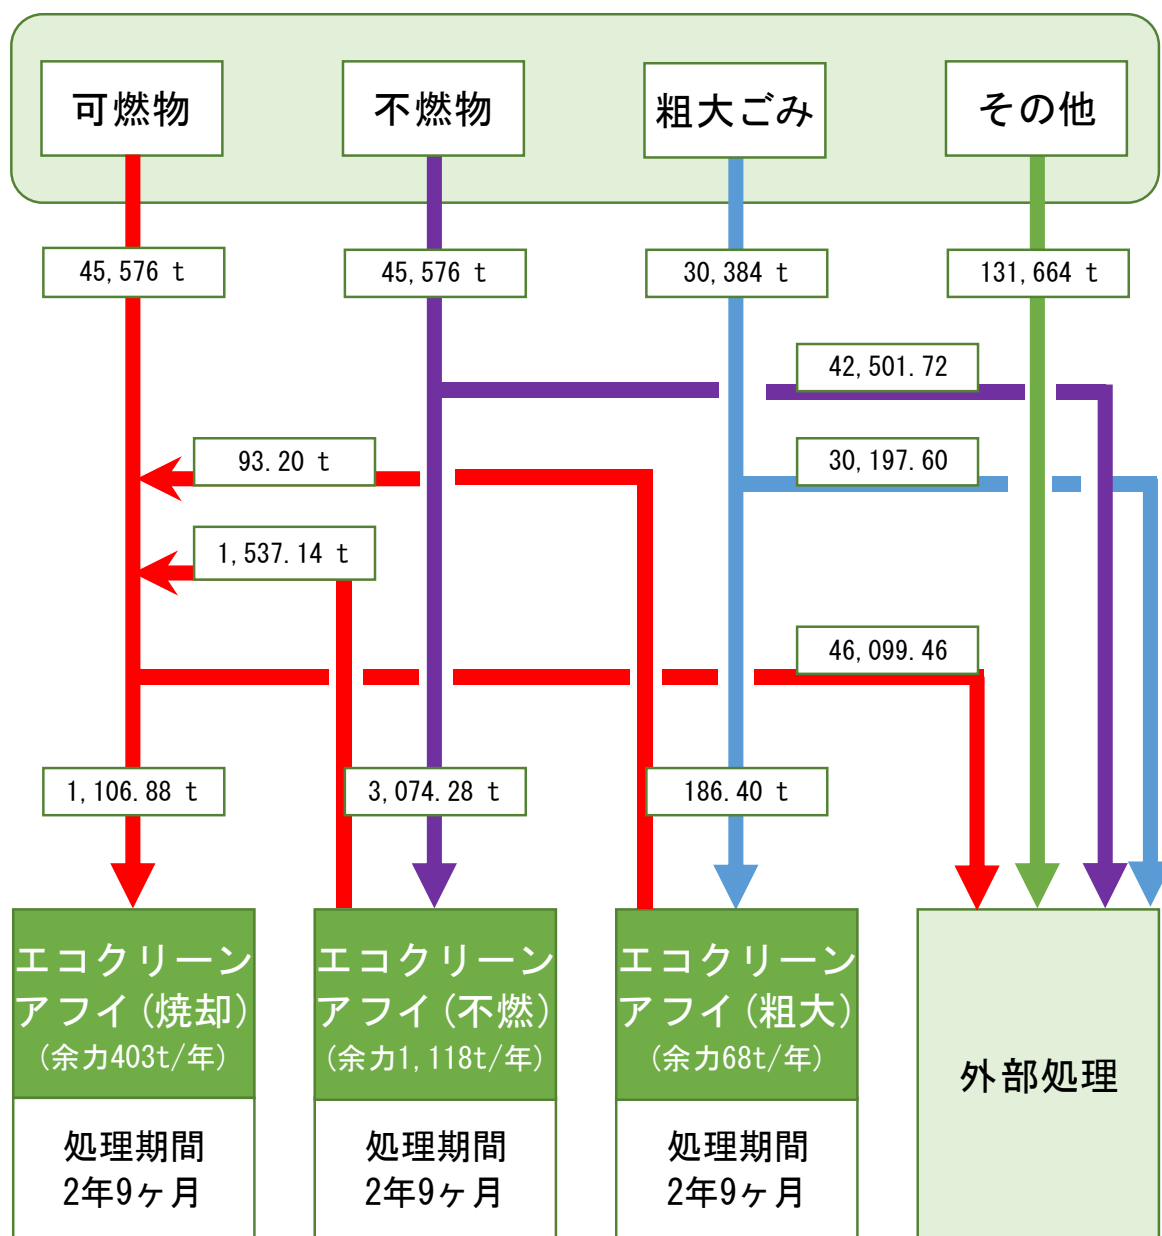 可燃物
不燃物
粗大ごみ
その他
45,576 t
45,576 t
30,384 t
131,664 t
42,501.72
93.20 t
30,197.60
1,537.14 t
46,099.46
1,106.88 t
3,074.28 t
186.40 t
エコクリーン
アフイ(焼却)
(余力403t/年)
処理期間
2年9ヶ月
エコクリーン
アフイ(不燃)
(余力1,118t/年)
処理期間
2年9ヶ月
エコクリーン
アフイ(粗大)
(余力68t/年)
処理期間
2年9ヶ月
外部処理